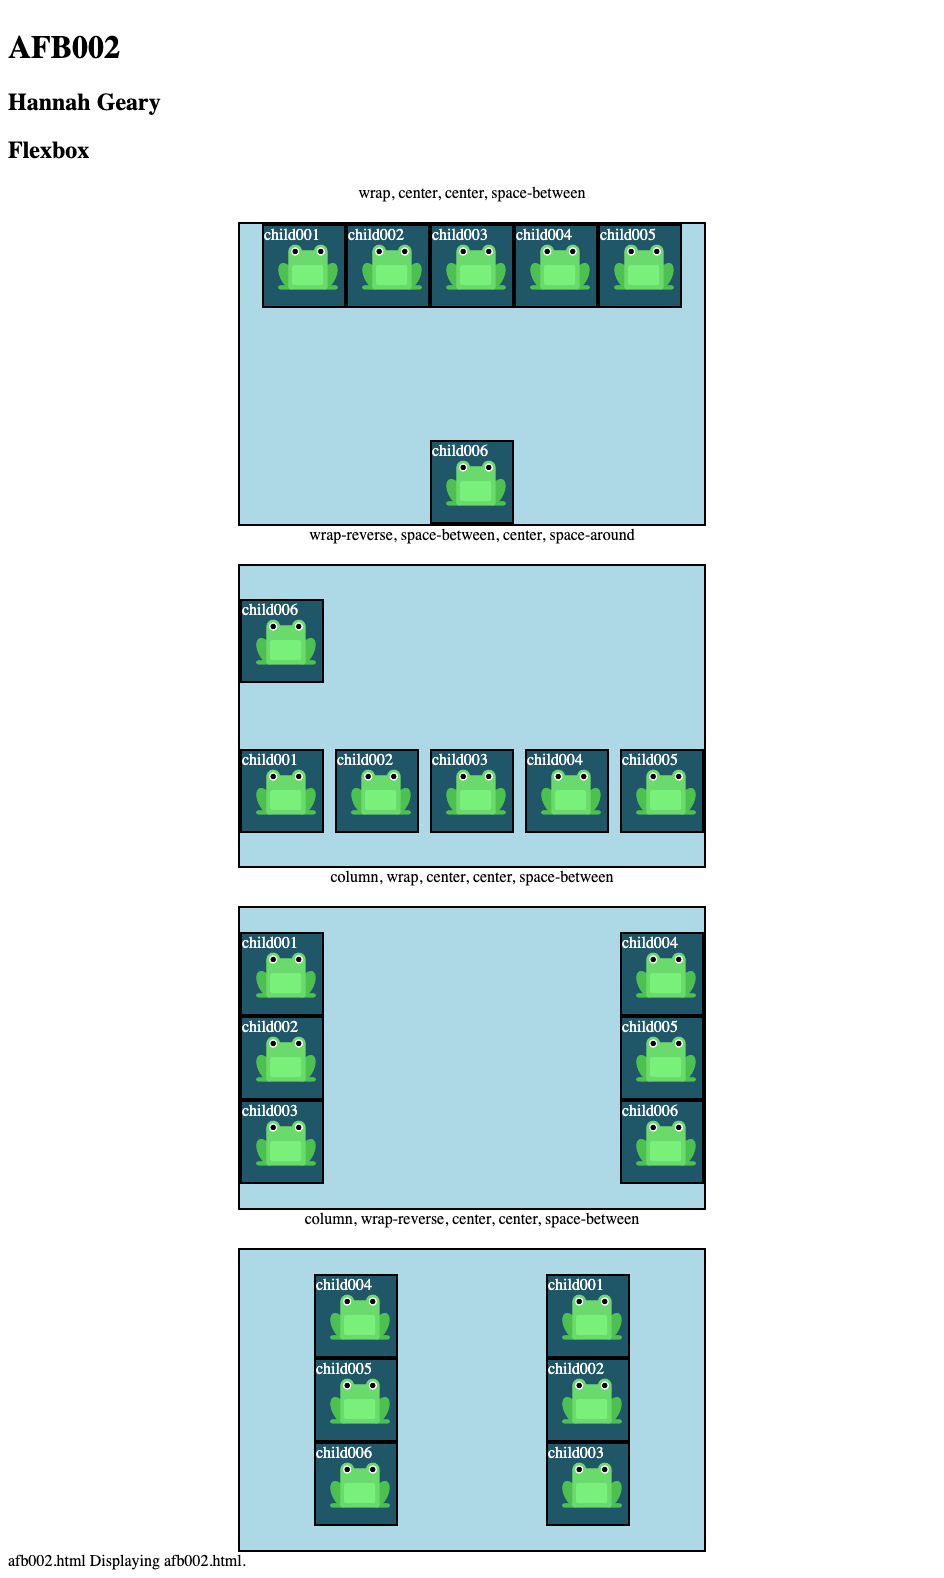 AFB002
Hannah Geary
Flexbox
wrap, center, center, space-between
child001 child002 child003 child004 child005
child006
wrap-reverse, space-between, center, space-around
child006
child001 child002 child003 child004 child005
column, wrap, center, center, space-between
child001 child004
child002 child005
child003 child006
column, wrap-reverse, center, center, space-between
child004 child001
child005 child002
child006 child003
afb002.html Displaying afb002.html.